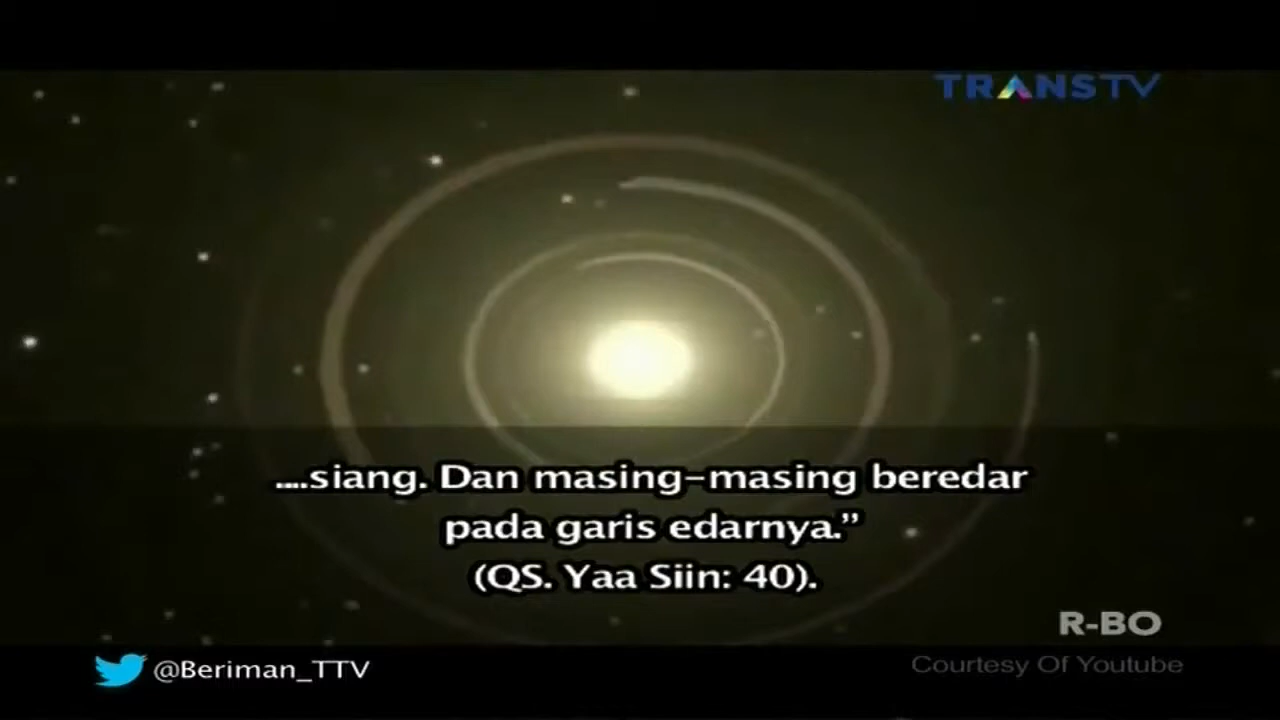 TRANSTV
....siang. Dan masing-masing beredar
pada garis edarnya.”
(QS. Yaa Siin: 40).
R-BO
@Beriman_TTV
Courtesy Of Youtube